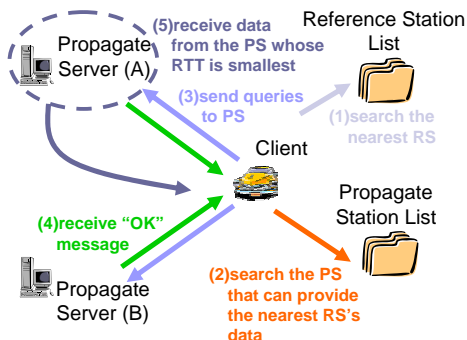 Propagate
Server (A)
(5)receive data
from the PS whose
RTT is smallest
Reference Station
List
(3)send queries
to PS
(1)search the
nearest RS
Client
Propagate
Station List
(4)receive “OK”
message
(2)search the PS
that can provide
the nearest RS's
data
Propagate
Server (B)